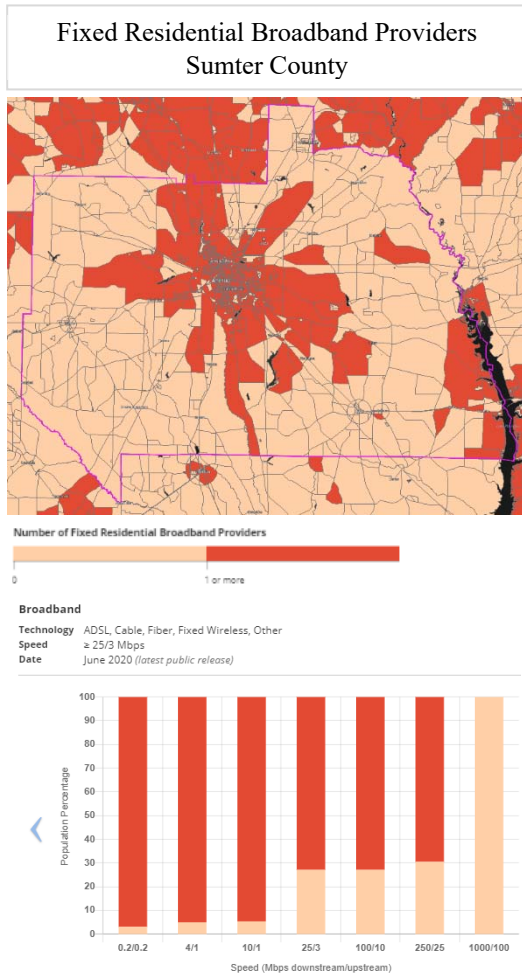 Fixed Residential Broadband Providers
Sumter County
Number of Fixed Residential Broadband Providers
0
1 or more
Broadband
Technology ADSL, Cable, Fiber, Fixed Wireless, Other
Speed ≥ 25/3 Mbps
Date June 2020 (latest public release)
100
90
80
70
60
50
40
30
20
10
0
Population Percentage
0.2/0.2 4/1 10/1 25/3 100/10 250/25 1000/100
Speed (Mbps downstream/upstream)